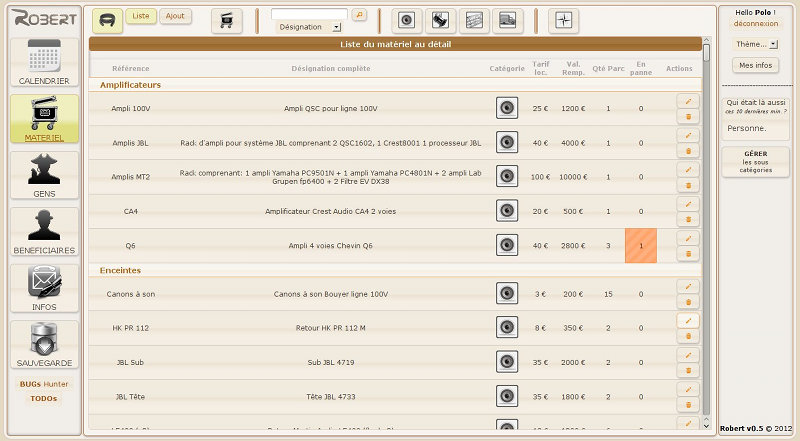 ROBERT
CALENDRIER
MATERIEL
GENS
BENEFICIAIRES
INFOS
SAUVEGARDE
BUGs Hunter
TODOs
Liste
Ajout
Désignation
Liste du matériel au détail
Référence Désignation complète Catégorie Tarif loc. Val. Remp. Qté Parc En panne Actions
Amplificateurs
Ampli 100V Ampli QSC pour ligne 100V 25 € 1200 € 1 0
Amplis JBL Rack d'ampli pour système JBL comprenant 2 QSC1602, 1 Crest8001 1 processeur JBL 40 € 4000 € 1 0
Amplis MT2 Rack comprenant: 1 ampli Yamaha PC9501N + 1 ampli Yamaha PC4801N + 2 ampli Lab Grupen fp6400 + 2 Filtre EV DX38 100 € 10000 € 1 0
CA4 Amplificateur Crest Audio CA4 2 voies 20 € 500 € 1 0
Q6 Ampli 4 voies Chevin Q6 40 € 2800 € 3 1
Enceintes
Canons à son Canons à son Bouyer ligne 100V 3 € 200 € 15 0
HK PR 112 Retour HK PR 112 M 8 € 350 € 2 0
JBL Sub Sub JBL 4719 35 € 2000 € 2 0
JBL Tête Tête JBL 4733 35 € 1800 € 2 0
Hello Polo !
déconnexion
Thème...
Mes infos
Qui était là aussi
ces 10 dernières min. ?
Personne.
GÉRER
les sous
catégories
Robert v0.5 © 2012